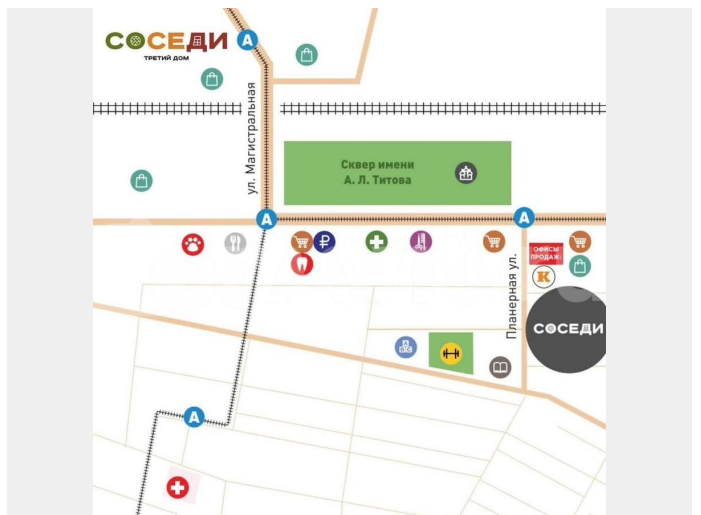 СОСЕДИ
ТРЕТИЙ ДОМ
А
ул. Магистральная
Сквер имени
А. Л. Титова
А
А
ОФИСЫ
ПРОДАЖ:
К
Планерная ул.
СОСЕДИ
А